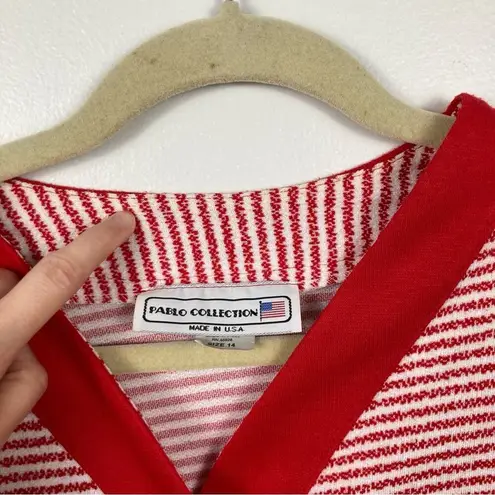 PABLO COLLECTION
MADE IN U.S.A
SIZE 14